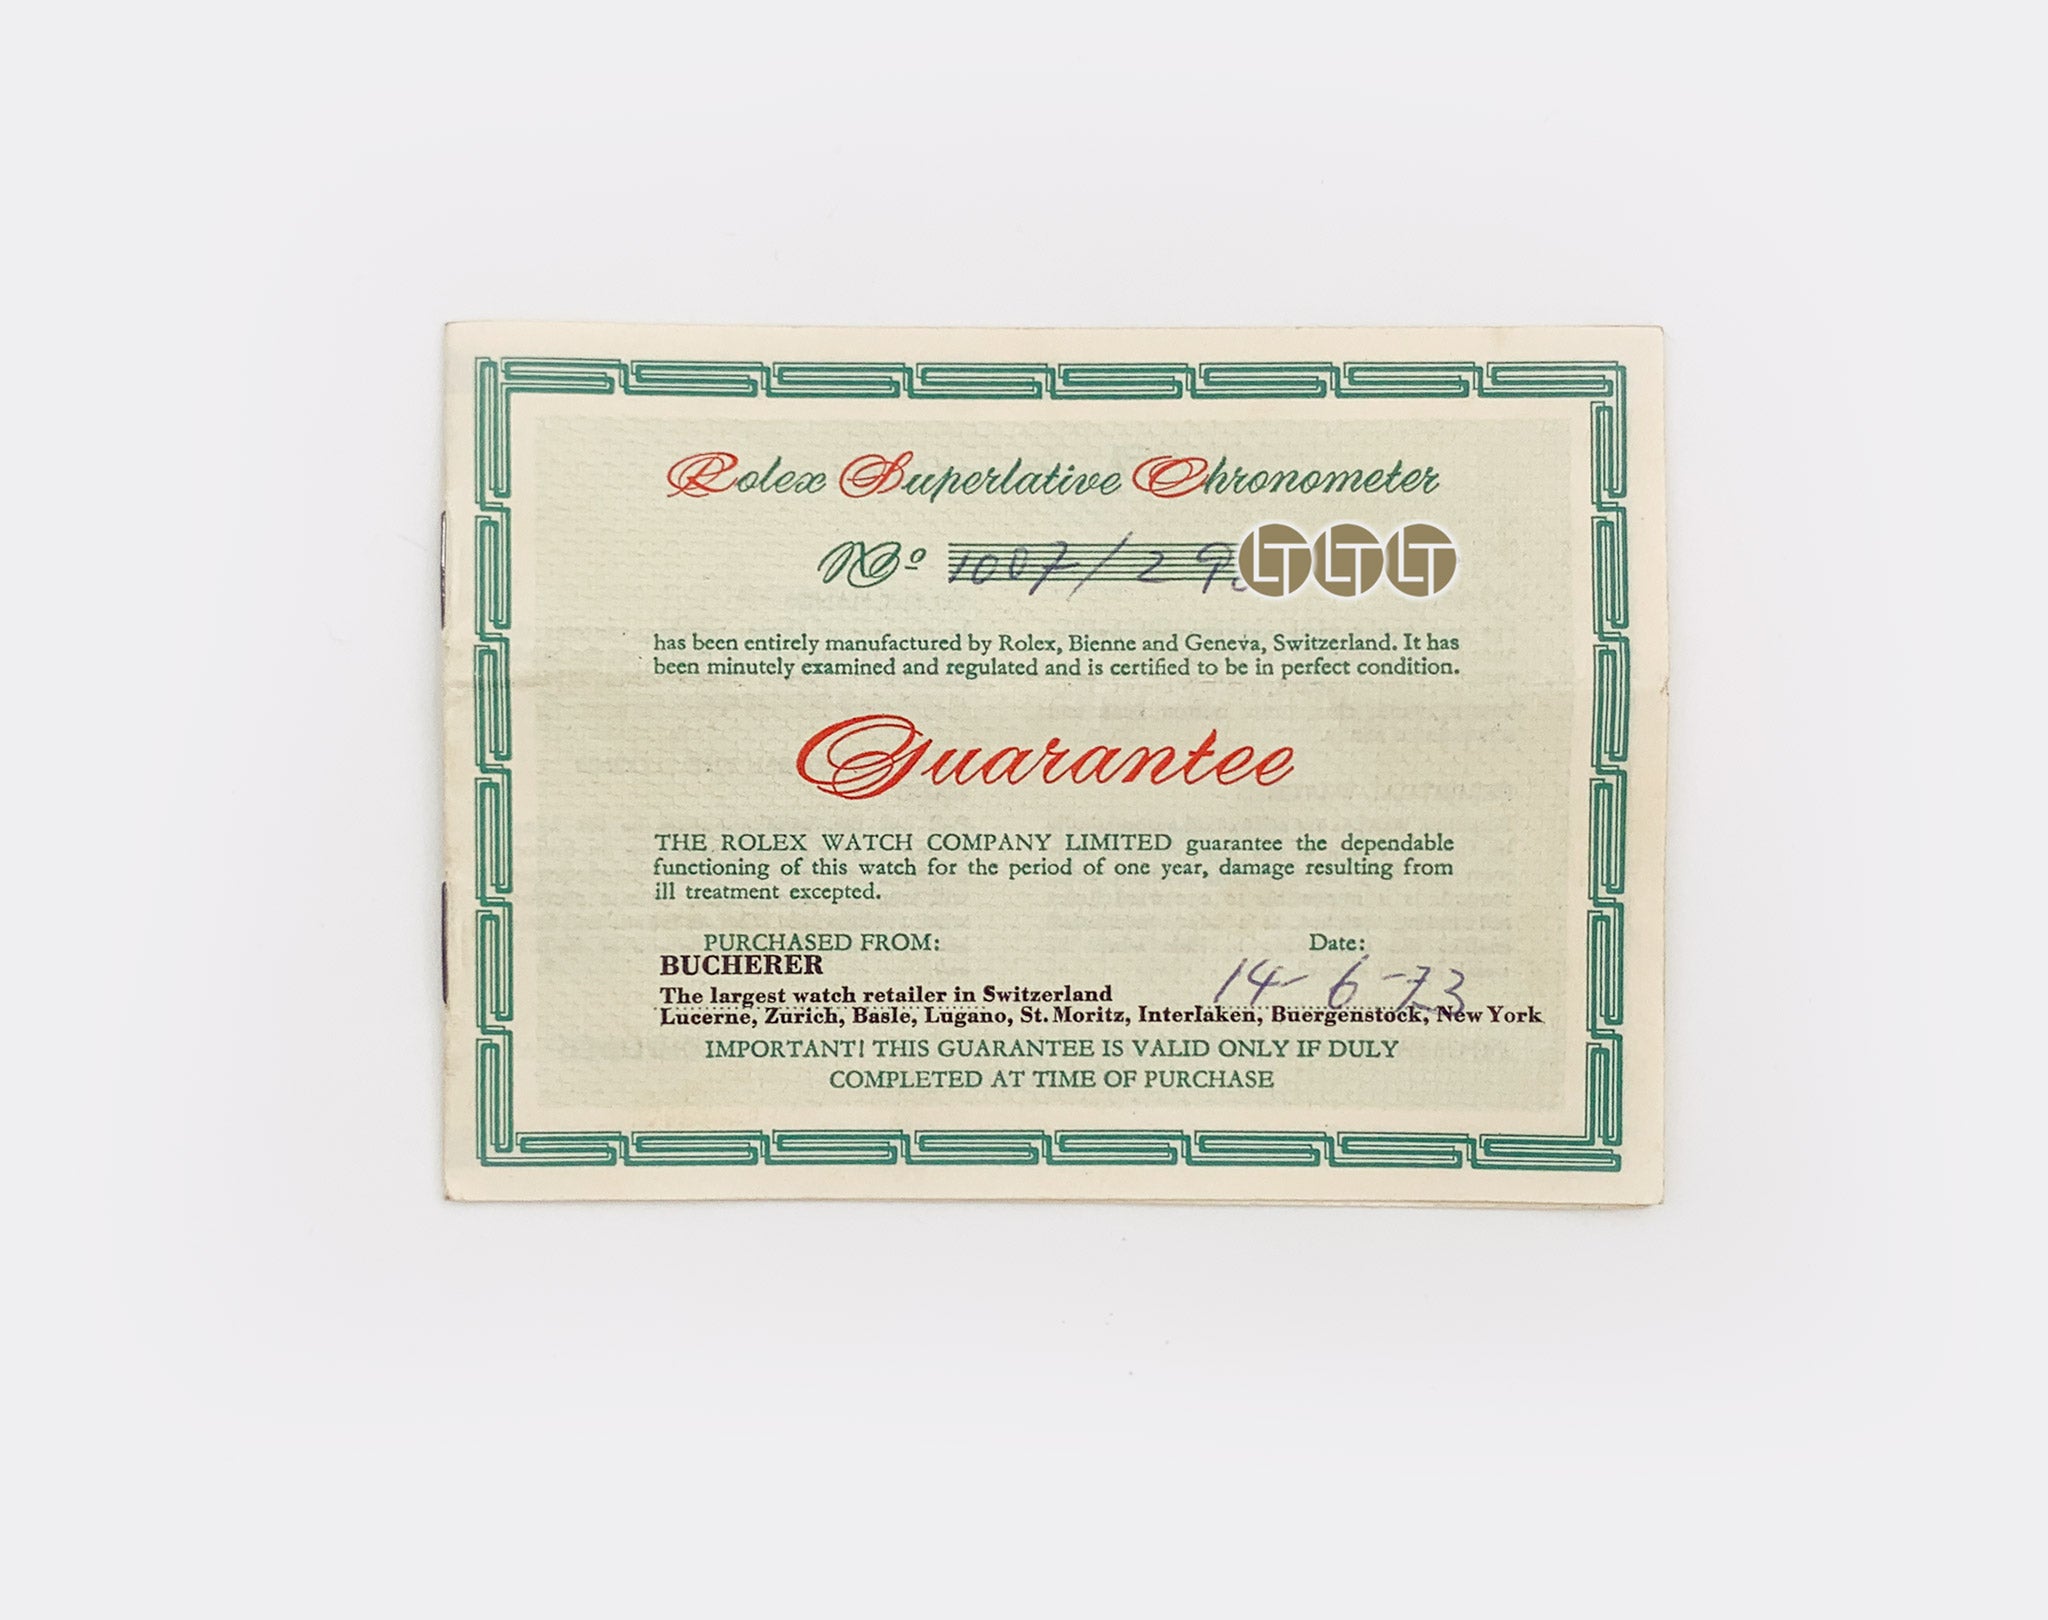 Rolex Superlative Chronometer
No 1007/29
LT LT LT
has been entirely manufactured by Rolex, Bienne and Geneva, Switzerland. It has
been minutely examined and regulated and is certified to be in perfect condition.
Guarantee
THE ROLEX WATCH COMPANY LIMITED guarantee the dependable
functioning of this watch for the period of one year, damage resulting from
ill treatment excepted.
PURCHASED FROM: Date:
BUCHERER
14-6-73
The largest watch retailer in Switzerland
Lucerne, Zurich, Basle, Lugano, St. Moritz, Interlaken, Buergenstock, New York
IMPORTANT! THIS GUARANTEE IS VALID ONLY IF DULY
COMPLETED AT TIME OF PURCHASE